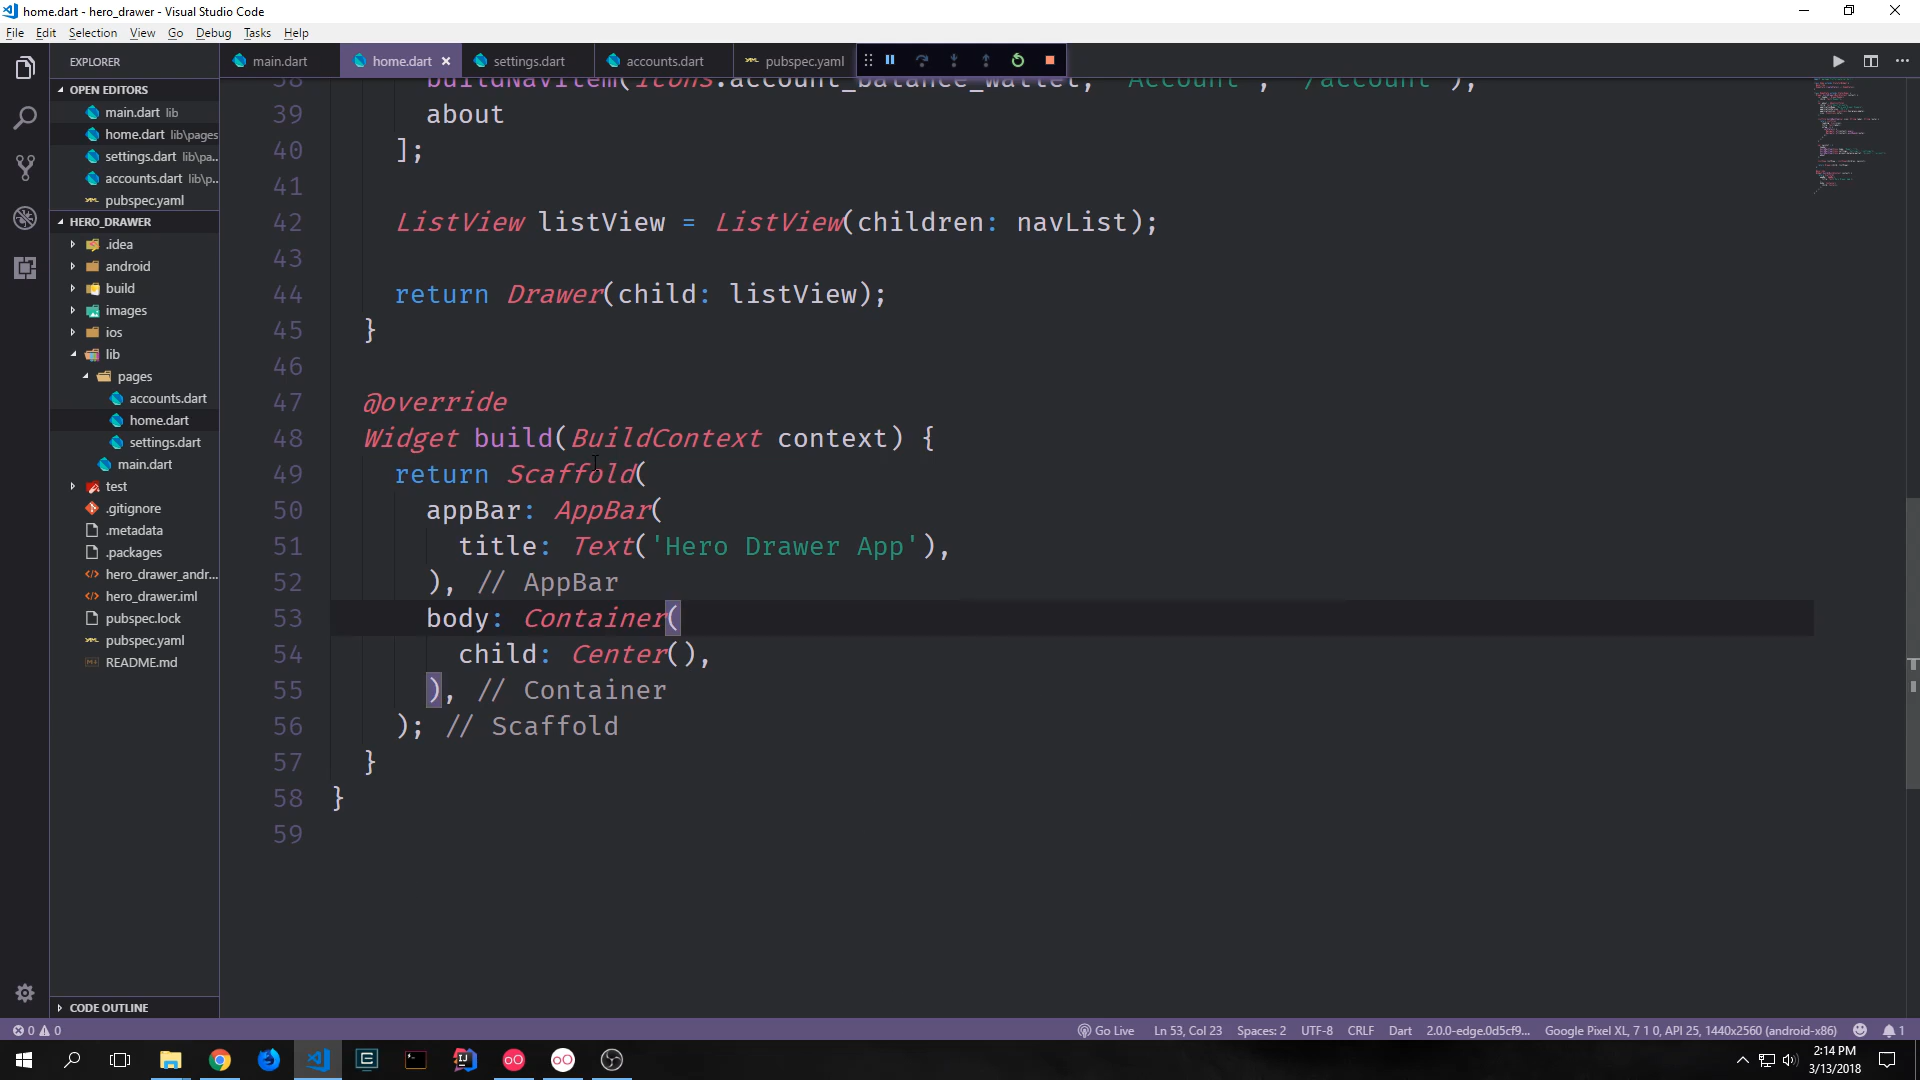 home.dart - hero_drawer - Visual Studio Code
File Edit Selection View Go Debug Tasks Help
EXPLORER
main.dart home.dart settings.dart accounts.dart pubspec.yaml
OPEN EDITORS
main.dart lib
home.dart lib\pages
settings.dart lib\pa...
accounts.dart lib\p...
pubspec.yaml
HERO_DRAWER
.idea
android
build
images
ios
lib
pages
accounts.dart
home.dart
settings.dart
main.dart
test
.gitignore
.metadata
.packages
hero_drawer_andr...
hero_drawer.iml
pubspec.lock
pubspec.yaml
README.md
CODE OUTLINE
38 buildNavItem(Icons.account_balance_wallet, "Account", "/account"),
39 about
40 ];
41
42 ListView listView = ListView(children: navList);
43
44 return Drawer(child: listView);
45 }
46
47 @override
48 Widget build(BuildContext context) {
49 return Scaffold(
50 appBar: AppBar(
51 title: Text('Hero Drawer App'),
52 ), // AppBar
53 body: Container(
54 child: Center(),
55 ), // Container
56 ); // Scaffold
57 }
58 }
59
0 0 Go Live Ln 53, Col 23 Spaces: 2 UTF-8 CRLF Dart 2.0.0-edge.0d5cf9... Google Pixel XL, 7 1 0, API 25, 1440x2560 (android-x86) 1
2:14 PM
3/13/2018